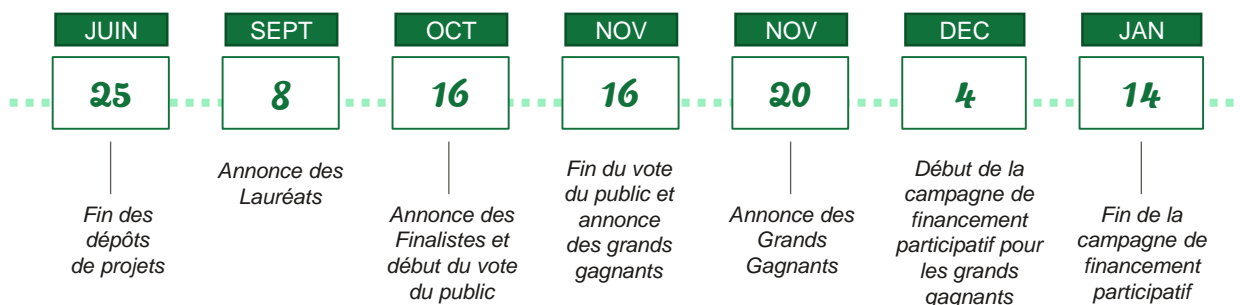 JUIN
25
Fin des
dépôts
de projets
SEPT
8
Annonce des
Lauréats
OCT
16
Annonce des
Finalistes et
début du vote
du public
NOV
16
Fin du vote
du public et
annonce
des grands
gagnants
NOV
20
Annonce des
Grands
Gagnants
DEC
4
Début de la
campagne de
financement
participatif pour
les grands
gagnants
JAN
14
Fin de la
campagne de
financement
participatif